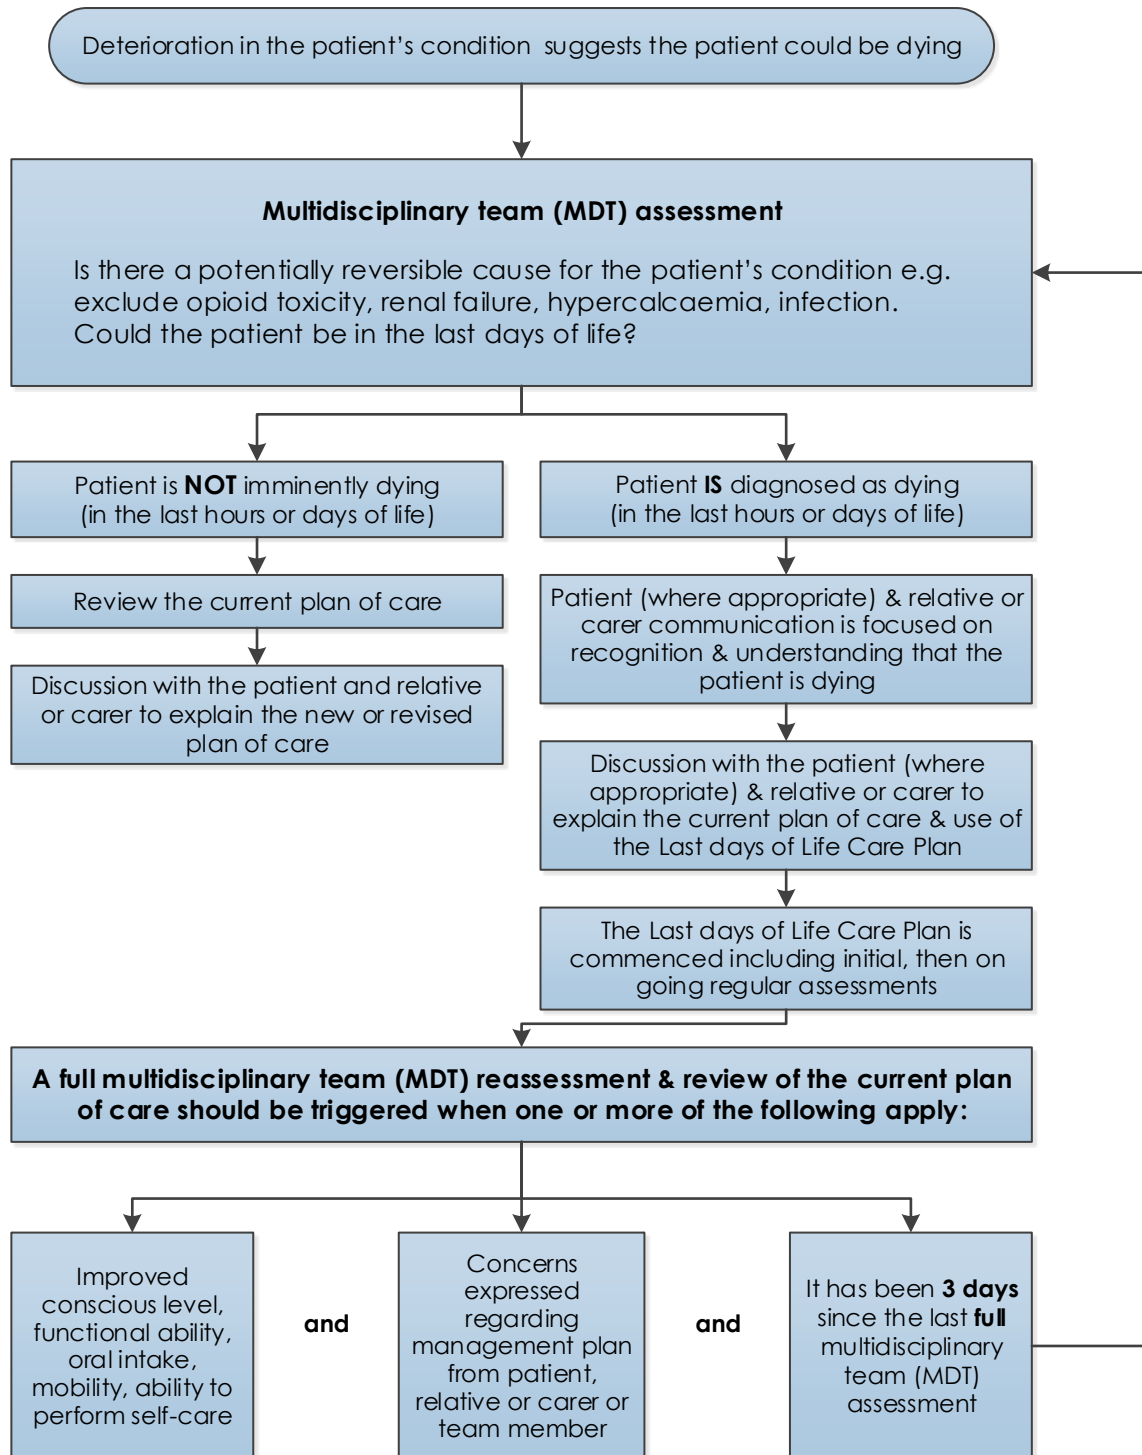 Deterioration in the patient’s condition suggests the patient could be dying
Multidisciplinary team (MDT) assessment
Is there a potentially reversible cause for the patient’s condition e.g.
exclude opioid toxicity, renal failure, hypercalcaemia, infection.
Could the patient be in the last days of life?
Patient is NOT imminently dying
(in the last hours or days of life)
Review the current plan of care
Discussion with the patient and relative
or carer to explain the new or revised
plan of care
Patient IS diagnosed as dying
(in the last hours or days of life)
Patient (where appropriate) & relative or
carer communication is focused on
recognition & understanding that the
patient is dying
Discussion with the patient (where
appropriate) & relative or carer to
explain the current plan of care & use of
the Last days of Life Care Plan
The Last days of Life Care Plan is
commenced including initial, then on
going regular assessments
A full multidisciplinary team (MDT) reassessment & review of the current plan
of care should be triggered when one or more of the following apply:
Improved
conscious level,
functional ability,
oral intake,
mobility, ability to
perform self-care
and
Concerns
expressed
regarding
management plan
from patient,
relative or carer or
team member
and
It has been 3 days
since the last full
multidisciplinary
team (MDT)
assessment